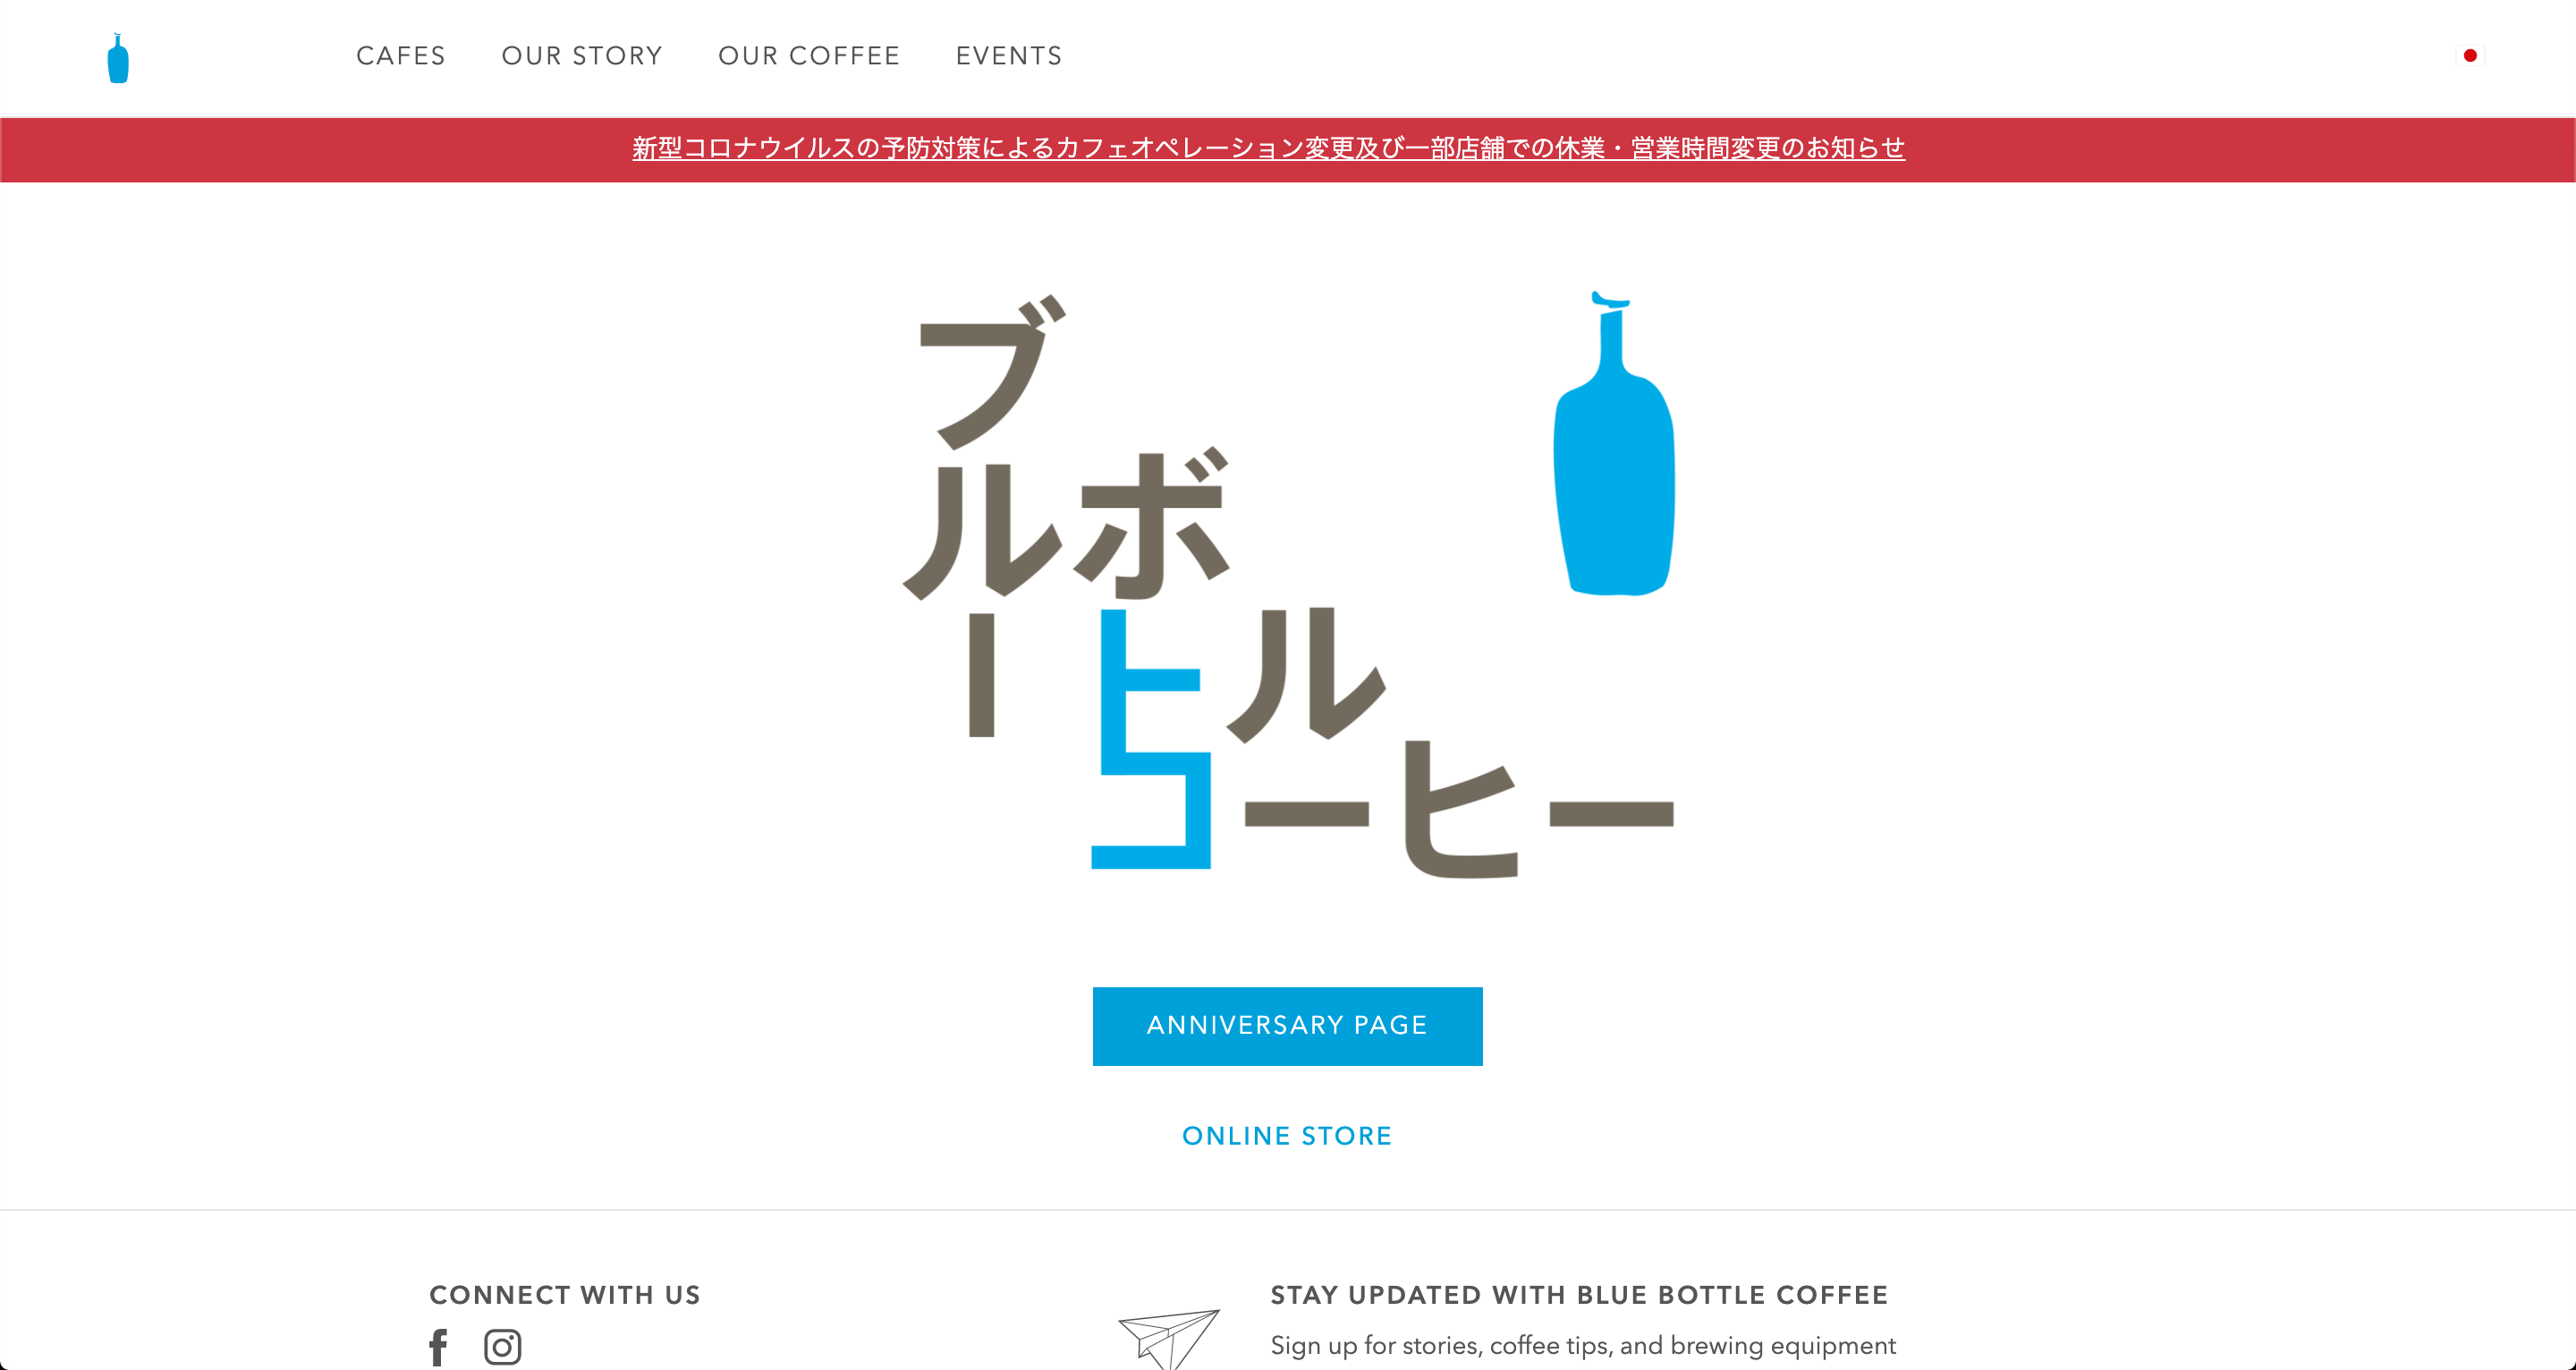 CAFES OUR STORY OUR COFFEE EVENTS
新型コロナウイルスの予防対策によるカフェオペレーション変更及び一部店舗での休業・営業時間変更のお知らせ
ブルー
ボトル
コーヒー
ANNIVERSARY PAGE
ONLINE STORE
CONNECT WITH US
STAY UPDATED WITH BLUE BOTTLE COFFEE
Sign up for stories, coffee tips, and brewing equipment